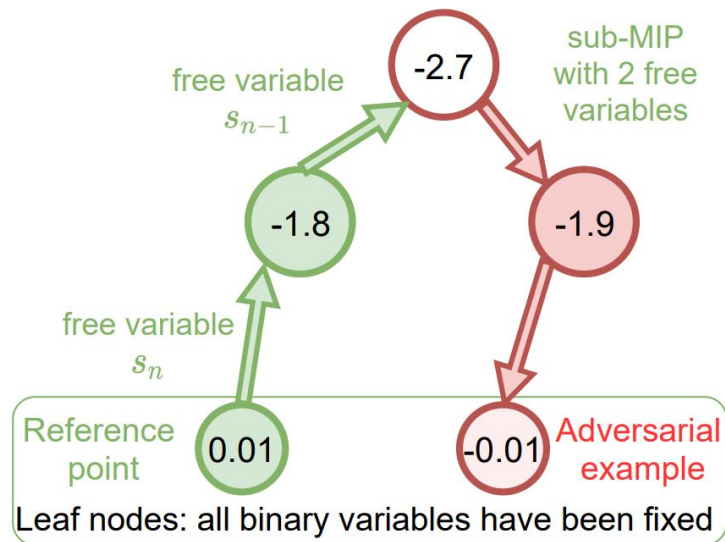 -2.7
sub-MIP
with 2 free
variables
free variable
s_{n-1}
-1.8
-1.9
free variable
s_n
Reference
point
0.01
-0.01
Adversarial
example
Leaf nodes: all binary variables have been fixed